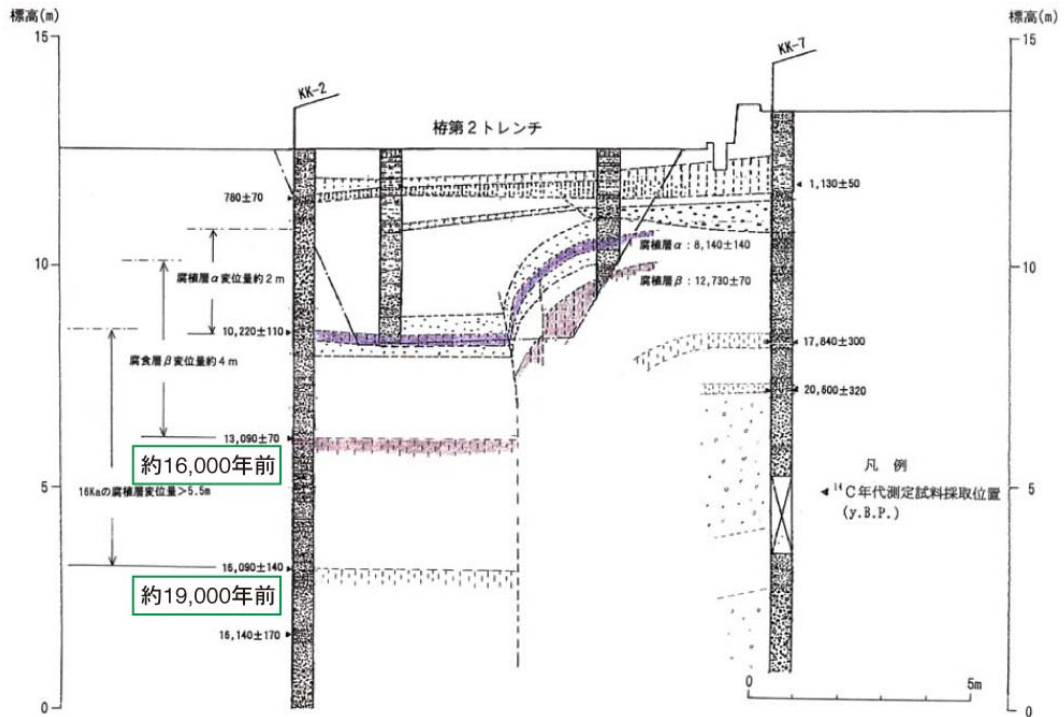 標高(m)
標高(m)
15
15
KK-7
KK-2
栫第2トレンチ
780±70
1,130±50
腐植層α:8,140±140
10
10
腐植層β:12,730±70
腐植層α変位量約2m
10,220±110
17,840±300
腐食層β変位量約4m
20,600±320
13,090±70
約16,000年前
凡 例
16Kaの腐植層変位量>5.5m
5
5
◄ ¹⁴C年代測定試料採取位置
(y.B.P.)
16,090±140
約19,000年前
16,140±170
0
5m
0
0